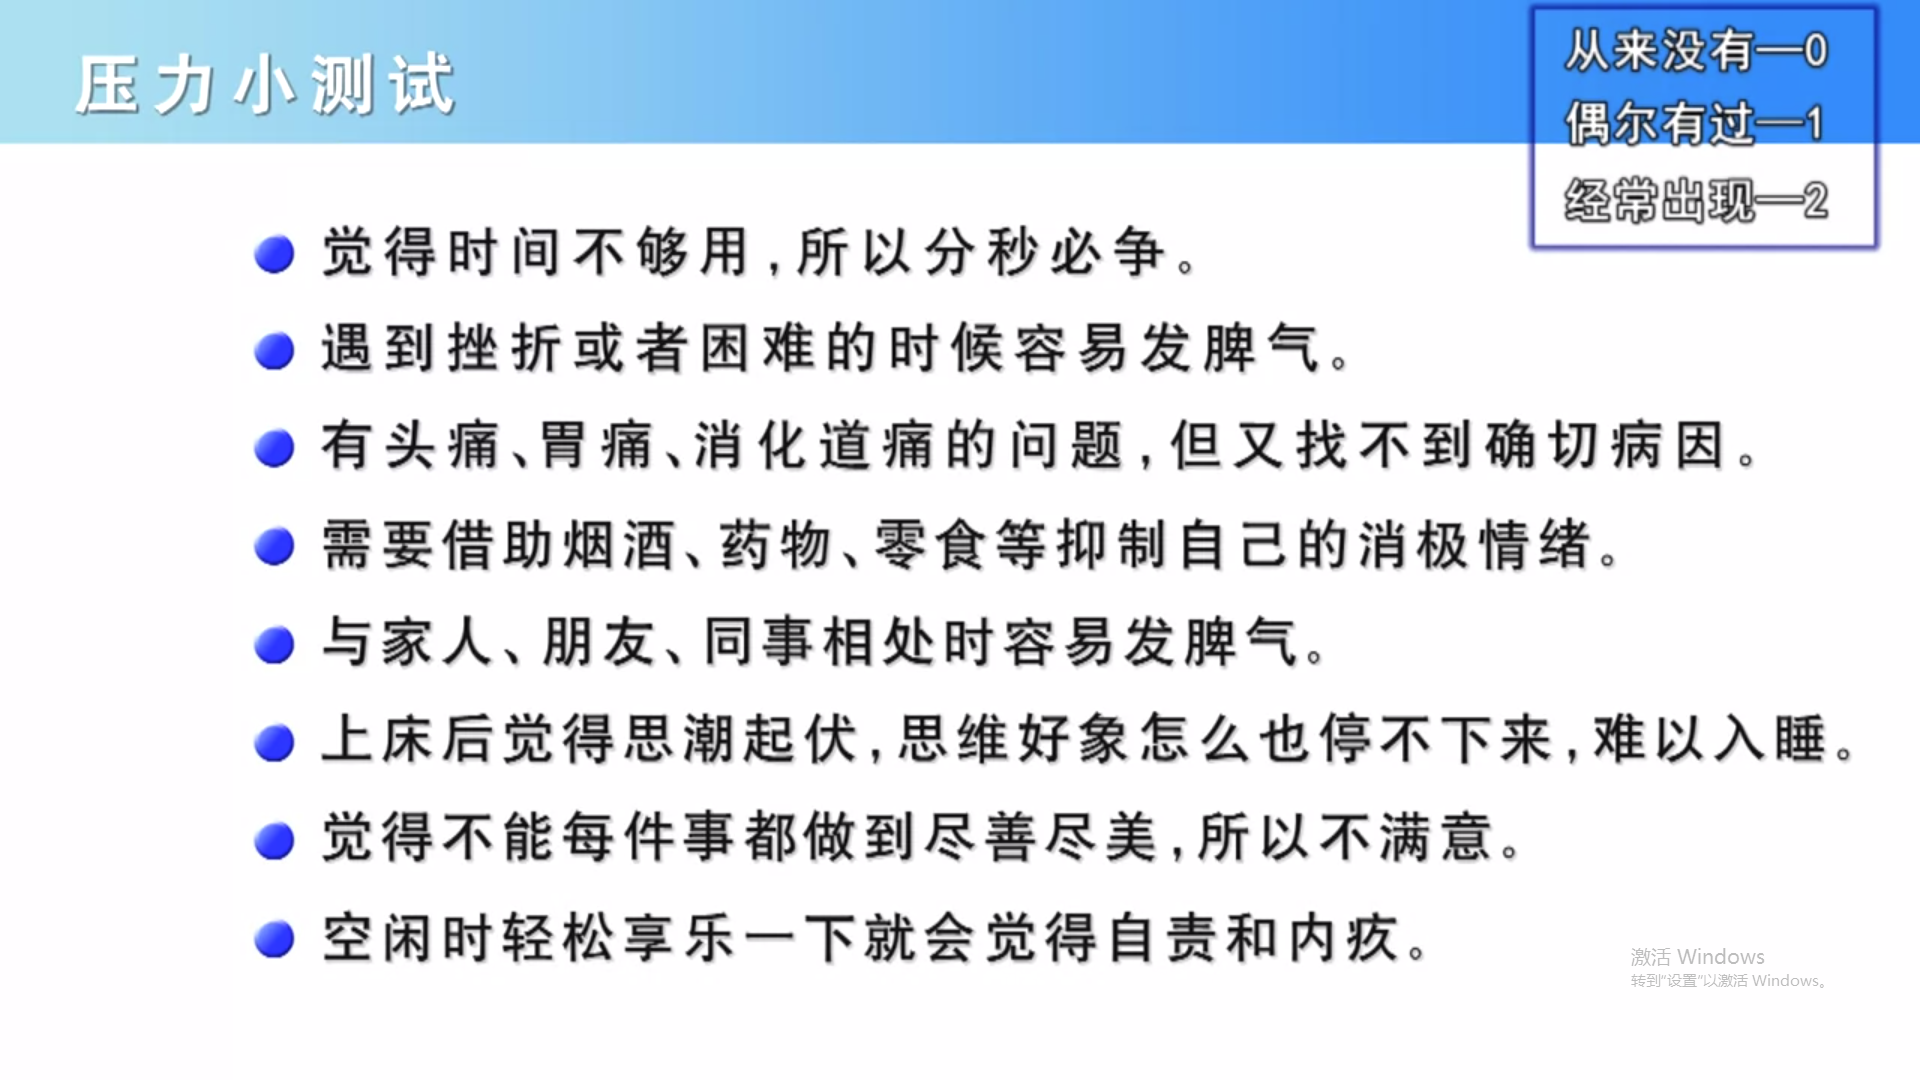 压力小测试
从来没有—0
偶尔有过—1
经常出现—2
觉得时间不够用,所以分秒必争。
遇到挫折或者困难的时候容易发脾气。
有头痛、胃痛、消化道痛的问题,但又找不到确切病因。
需要借助烟酒、药物、零食等抑制自己的消极情绪。
与家人、朋友、同事相处时容易发脾气。
上床后觉得思潮起伏,思维好象怎么也停不下来,难以入睡。
觉得不能每件事都做到尽善尽美,所以不满意。
空闲时轻松享乐一下就会觉得自责和内疚。
激活 Windows
转到“设置”以激活 Windows。